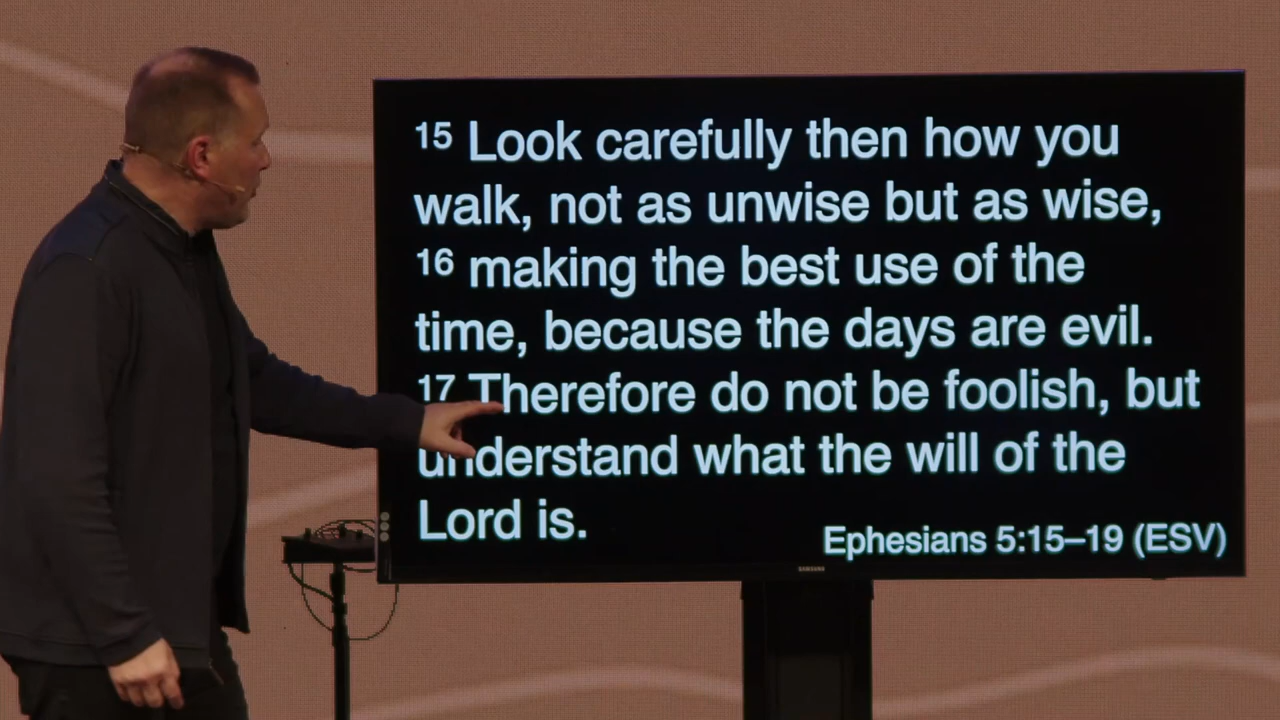 15 Look carefully then how you
walk, not as unwise but as wise,
16 making the best use of the
time, because the days are evil.
17 Therefore do not be foolish, but
understand what the will of the
Lord is.
Ephesians 5:15–19 (ESV)
SAMSUNG